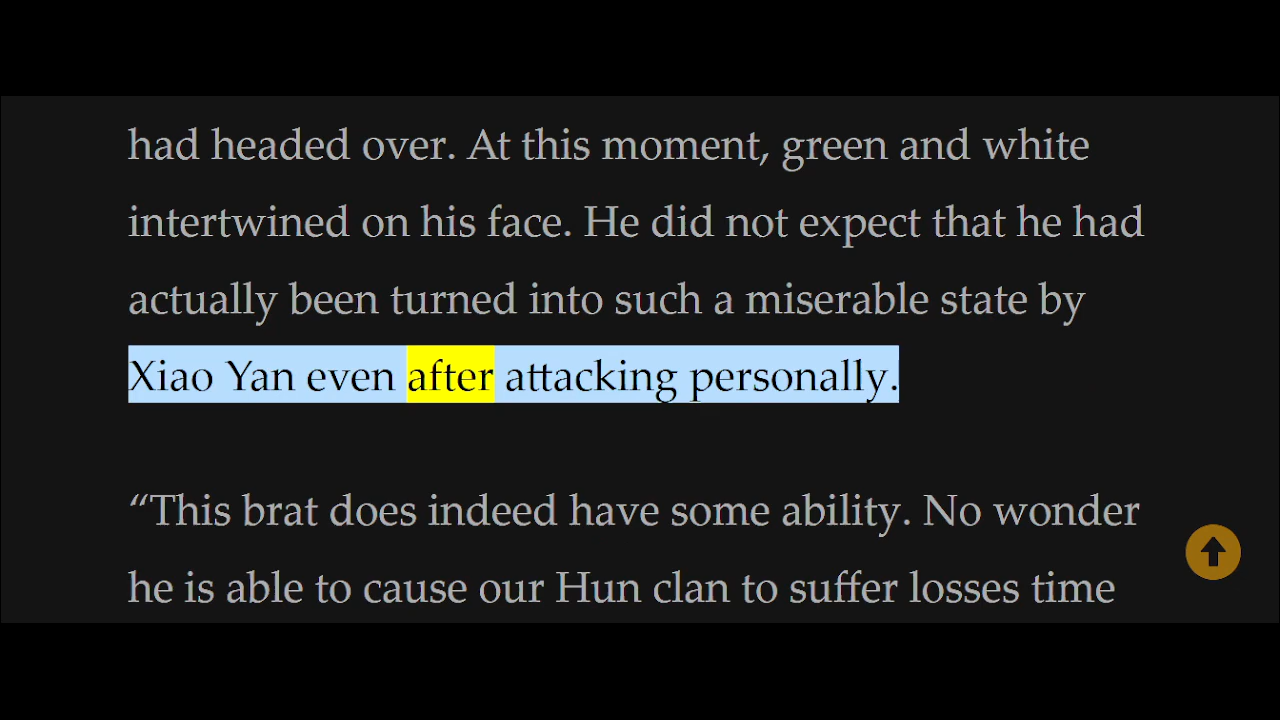 had headed over. At this moment, green and white
intertwined on his face. He did not expect that he had
actually been turned into such a miserable state by
Xiao Yan even after attacking personally.
“This brat does indeed have some ability. No wonder
he is able to cause our Hun clan to suffer losses time